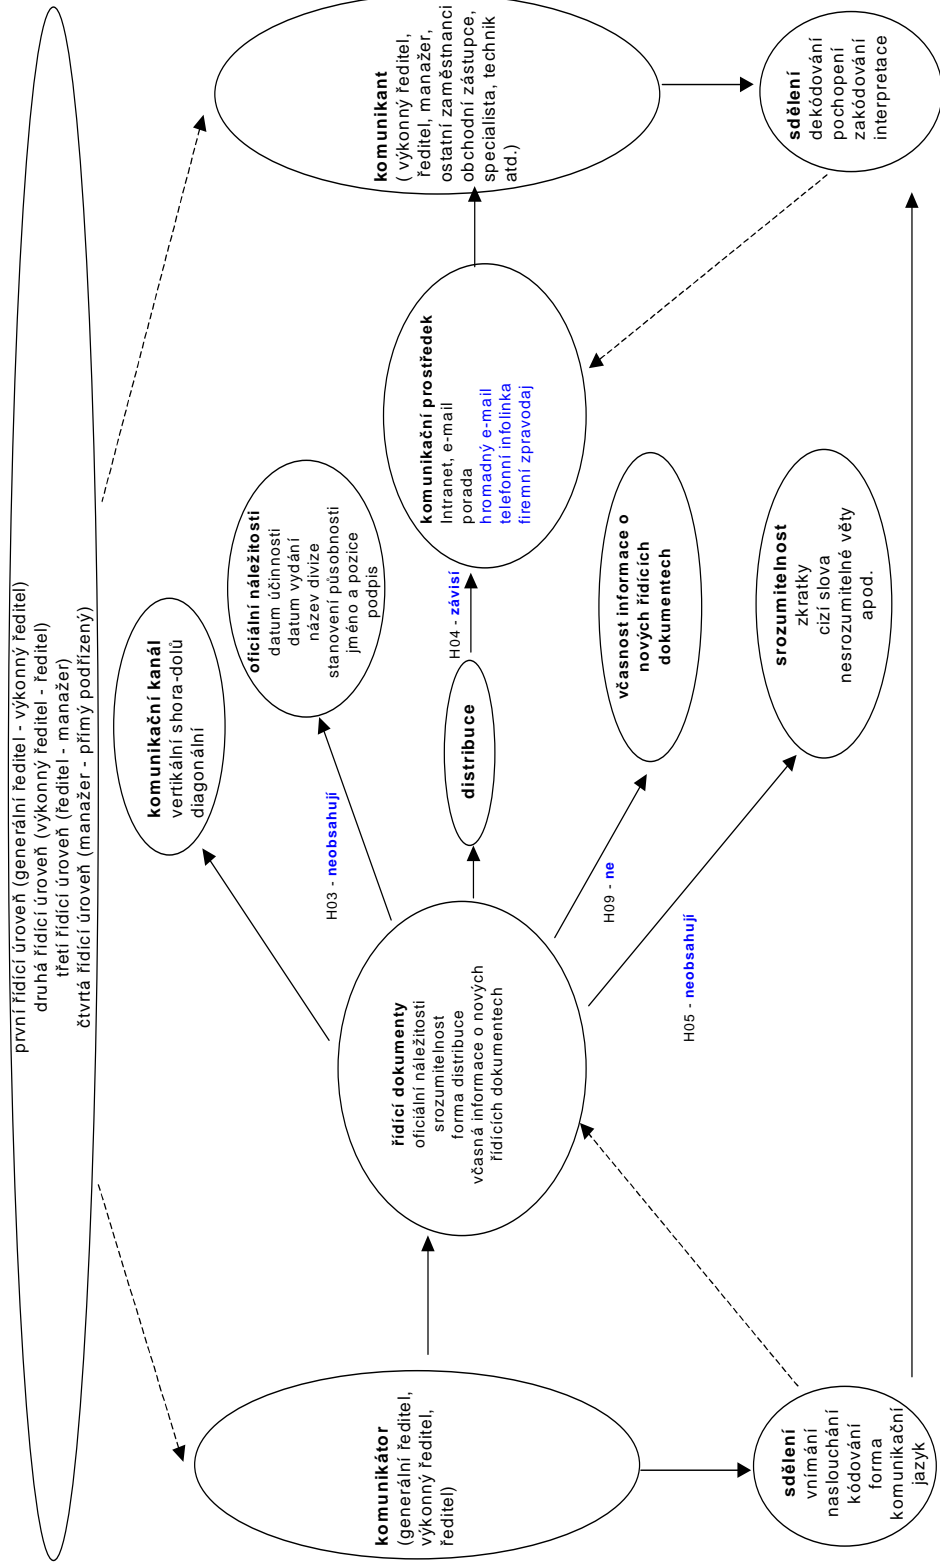 první řídící úroveň (generální ředitel - výkonný ředitel)
druhá řídící úroveň (výkonný ředitel - ředitel)
třetí řídící úroveň (ředitel - manažer)
čtvrtá řídící úroveň (manažer - přímý podřízený)
komunikátor
(generální ředitel,
výkonný ředitel,
ředitel)
sdělení
vnímání
naslouchání
kódování
forma
komunikační
jazyk
řídící dokumenty
oficiální náležitosti
srozumitelnost
forma distribuce
včasná informace o nových
řídících dokumentech
komunikační kanál
vertikální shora-dolů
diagonální
H03 - neobsahují
oficiální náležitosti
datum účinnosti
datum vydání
název divize
stanovení působnosti
jméno a pozice
podpis
distribuce
H04 - závisí
H09 - ne
včasnost informace o
nových řídících
dokumentech
H05 - neobsahují
srozumitelnost
zkratky
cizí slova
nesrozumitelné věty
apod.
komunikační prostředek
Intranet, e-mail
porada
hromadný e-mail
telefonní infolinka
firemní zpravodaj
komunikant
( výkonný ředitel,
ředitel, manažer,
ostatní zaměstnanci
obchodní zástupce,
specialista, technik
atd.)
sdělení
dekódování
pochopení
zakódování
interpretace